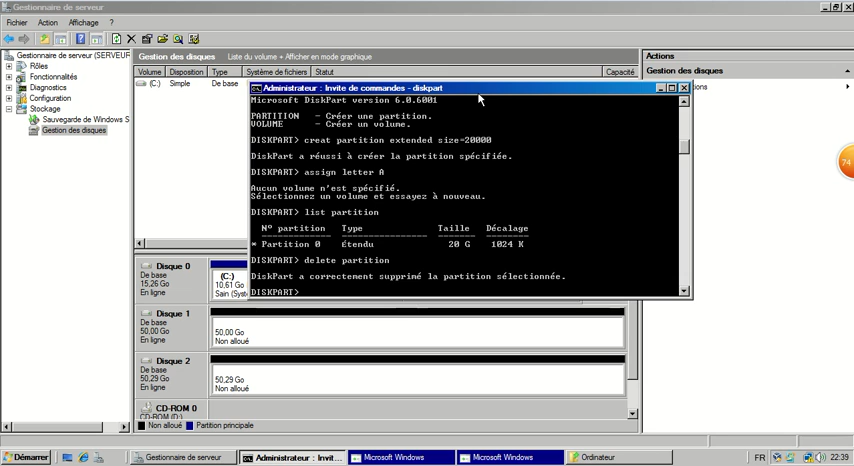 Gestionnaire de serveur
Fichier Action Affichage ?
Gestionnaire de serveur (SERVEUR
Rôles
Fonctionnalités
Diagnostics
Configuration
Stockage
Sauvegarde de Windows S
Gestion des disques
Gestion des disques Liste du volume + Afficher en mode graphique
Volume Disposition Type Système de fichiers Statut Capacité
(C:) Simple De base
Actions
Gestion des disques
ions
74
Administrateur : Invite de commandes - diskpart
Microsoft DiskPart version 6.0.6001
PARTITION - Créer une partition.
VOLUME - Créer un volume.
DISKPART> creat partition extended size=20000
DiskPart a réussi à créer la partition spécifiée.
DISKPART> assign letter A
Aucun volume n'est spécifié.
Sélectionnez un volume et essayez à nouveau.
DISKPART> list partition
N° partition Type Taille Décalage
* Partition 0 Étendu 20 G 1024 K
DISKPART> delete partition
DiskPart a correctement supprimé la partition sélectionnée.
DISKPART>
Disque 0
De base
15,26 Go
En ligne
(C:)
10,61 Go
Sain (Syst
Disque 1
De base
50,00 Go
En ligne
50,00 Go
Non alloué
Disque 2
De base
50,29 Go
En ligne
50,29 Go
Non alloué
CD-ROM 0
CD-ROM (D:)
Non alloué Partition principale
Démarrer Gestionnaire de serveur Administrateur : Invit... Microsoft Windows Microsoft Windows Ordinateur FR 22:39